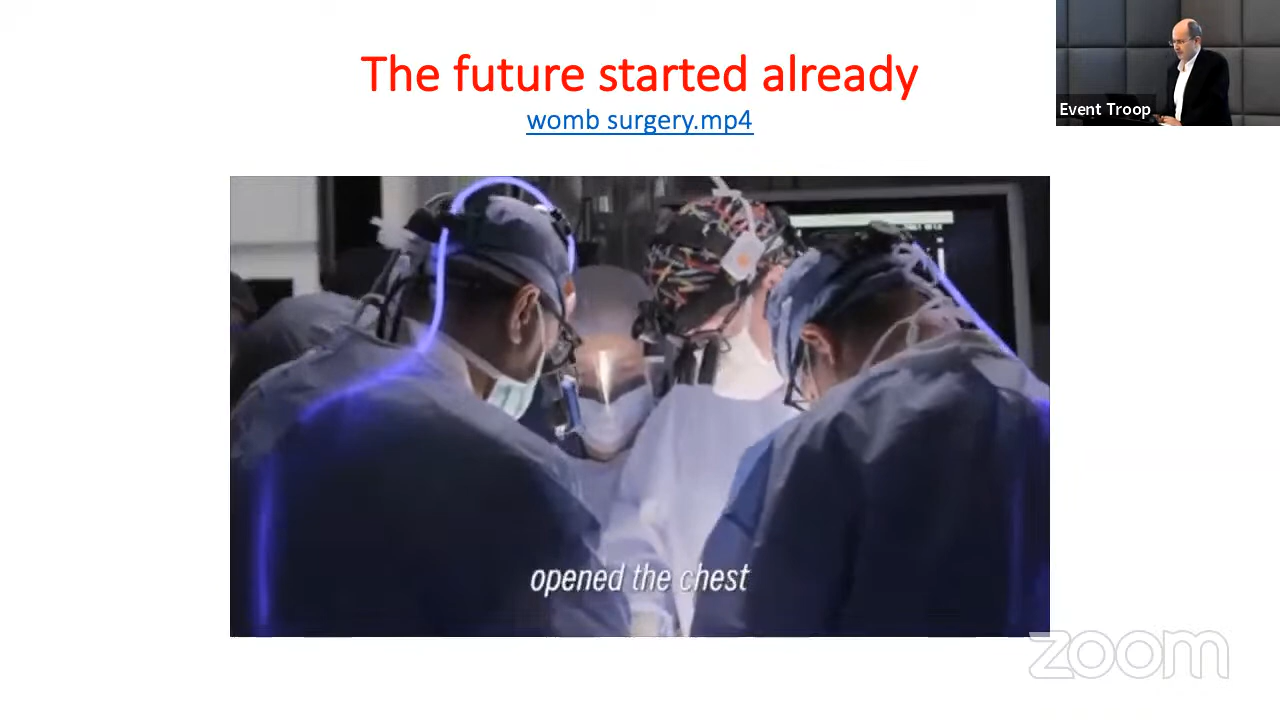 The future started already
womb surgery.mp4
Event Troop
opened the chest
zoom